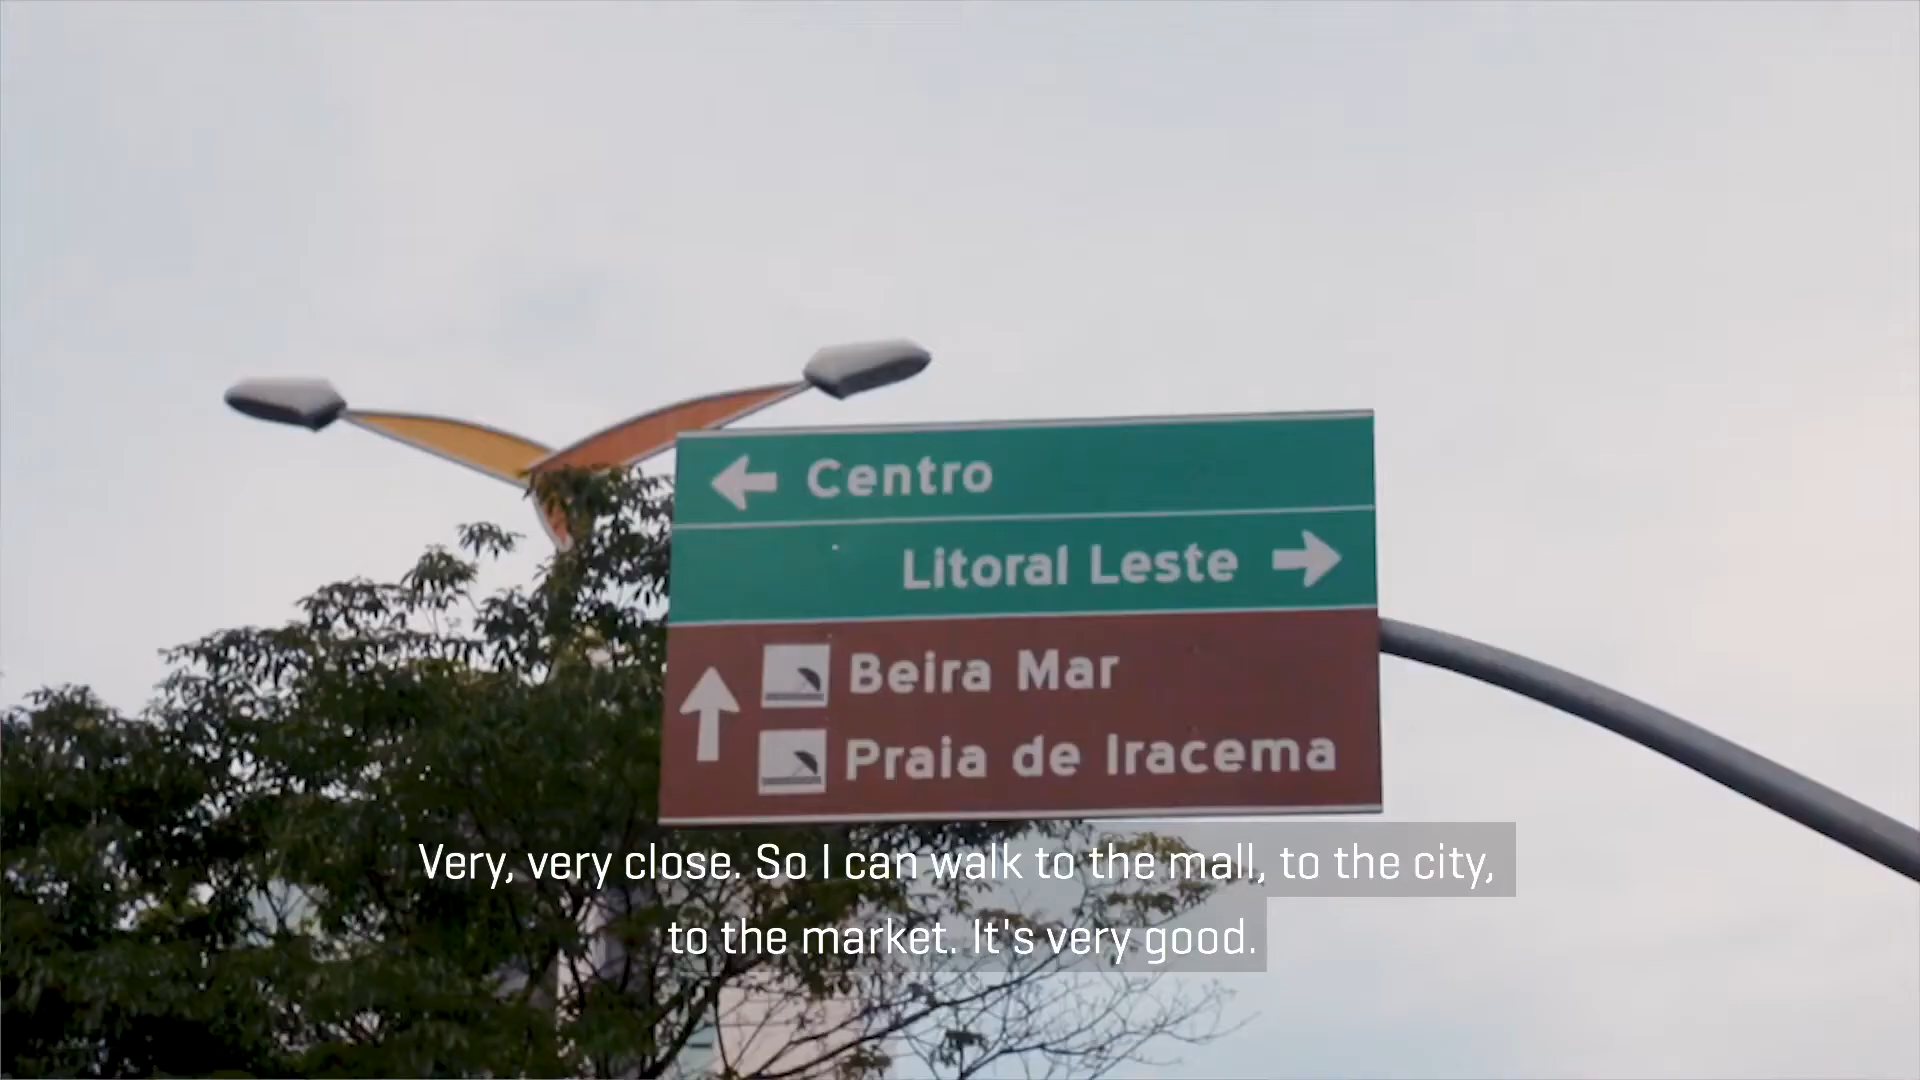 Centro
Litoral Leste
Beira Mar
Praia de Iracema
Very, very close. So I can walk to the mall, to the city,
to the market. It's very good.